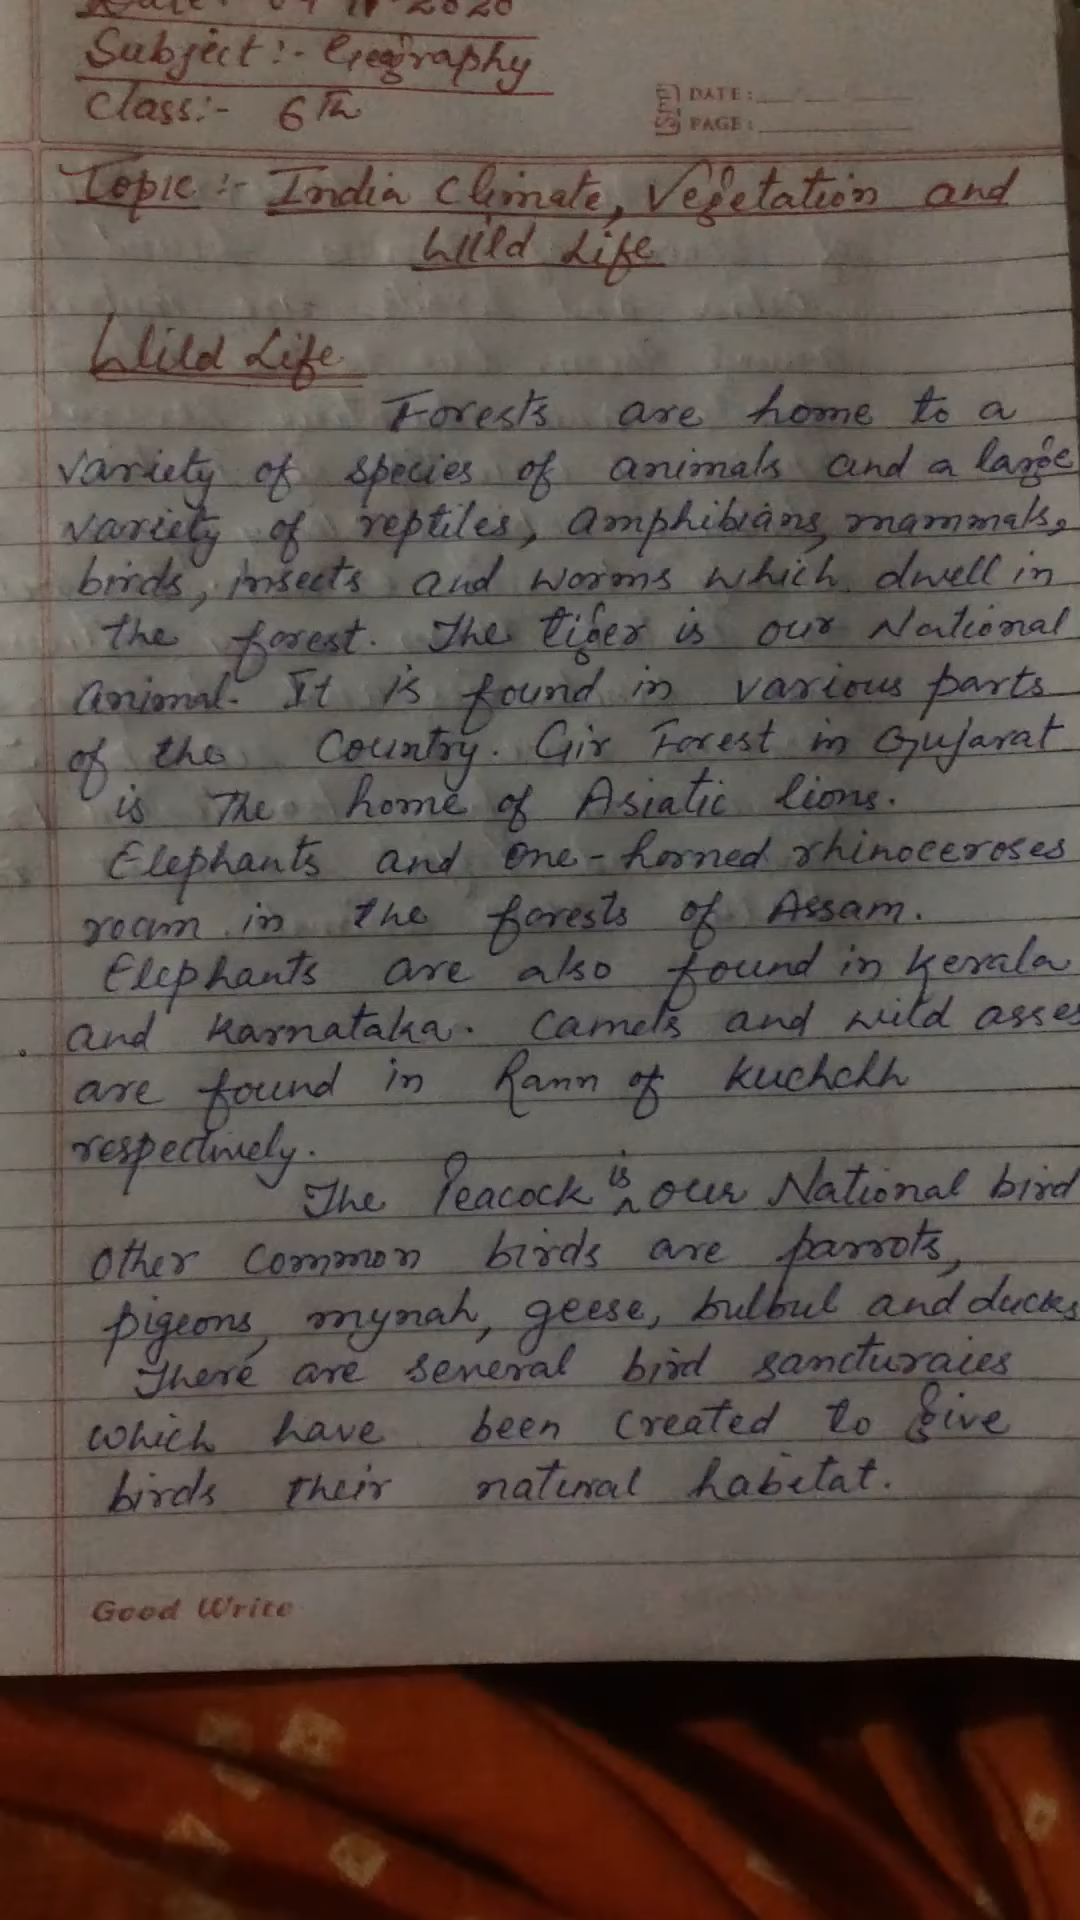 Date: 04 11 2020
Subject :- Geography
Class:- 6Th
DATE :
PAGE :
Topic :- India Climate, Vegetation and
Wild Life
Wild Life
Forests are home to a
variety of species of animals and a large
variety of reptiles, amphibians, mammals,
birds, insects and worms which dwell in
the forest. The tiger is our National
animal. It is found in various parts
of the Country. Gir Forest in Gujarat
is The home of Asiatic lions.
Elephants and One-horned rhinoceroses
roam in the forests of Assam.
Elephants are also found in Kerala
and Karnataka. Camels and wild asses
are found in Rann of Kuchchh
respectively.
The Peacock is our National bird
Other Common birds are parrots,
pigeons, mynah, geese, bulbul and ducks
There are several bird sancturaies
which have been created to give
birds their natural habitat.
Good Write